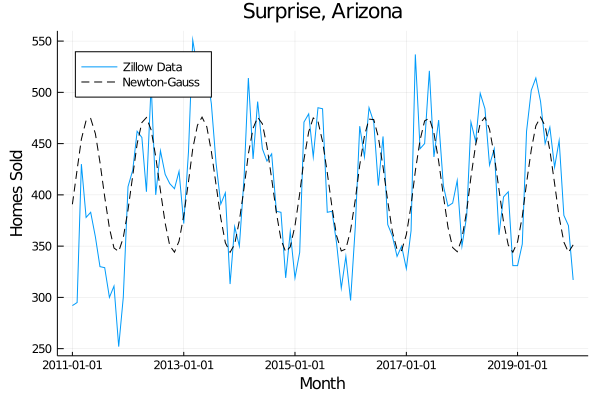 Surprise, Arizona
550
500
450
400
350
300
250
Homes Sold
Zillow Data
Newton-Gauss
2011-01-01 2013-01-01 2015-01-01 2017-01-01 2019-01-01
Month